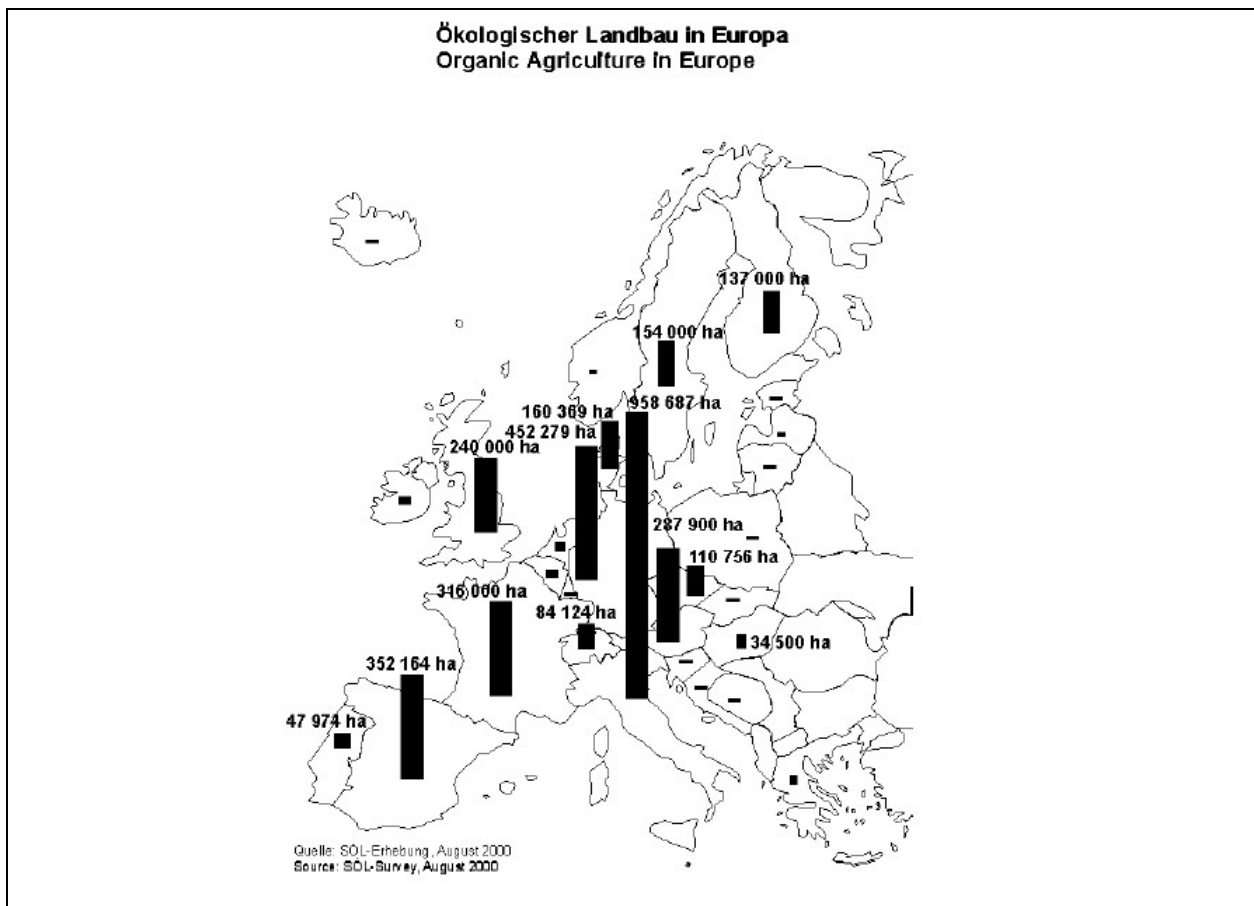 Ökologischer Landbau in Europa
Organic Agriculture in Europe
137 000 ha
154 000 ha
958 687 ha
160 369 ha
452 279 ha
240 000 ha
287 900 ha
110 756 ha
316 000 ha
84 124 ha
34 500 ha
352 164 ha
47 974 ha
Quelle: SÖL-Erhebung, August 2000
Source: SÖL-Survey, August 2000